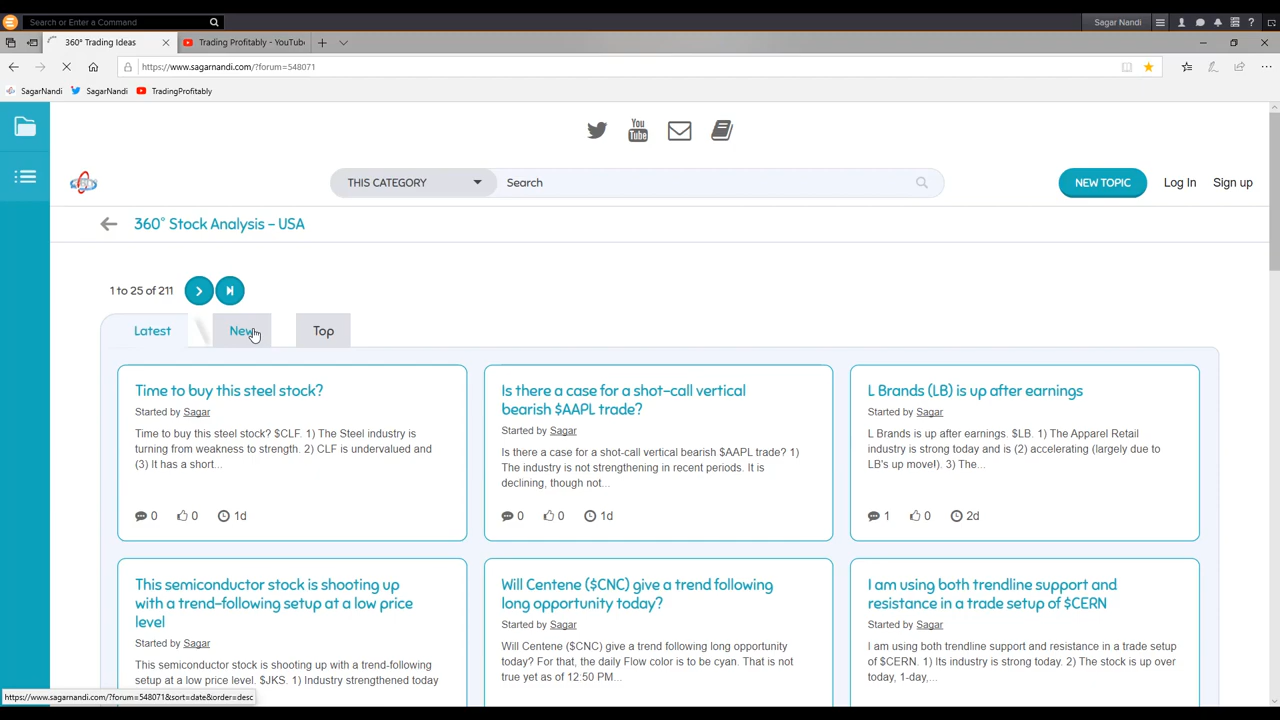 Search or Enter a Command
Sagar Nandi
360° Trading Ideas
Trading Profitably - YouTube
https://www.sagarnandi.com/?forum=548071
SagarNandi
SagarNandi
TradingProfitably
You
Tube
THIS CATEGORY
Search
NEW TOPIC
Log In
Sign up
360° Stock Analysis – USA
1 to 25 of 211
Latest
New
Top
Time to buy this steel stock?
Started by Sagar
Time to buy this steel stock? $CLF. 1) The Steel industry is
turning from weakness to strength. 2) CLF is undervalued and
(3) It has a short...
0 0 1d
Is there a case for a shot-call vertical
bearish $AAPL trade?
Started by Sagar
Is there a case for a shot-call vertical bearish $AAPL trade? 1)
The industry is not strengthening in recent periods. It is
declining, though not...
0 0 1d
L Brands (LB) is up after earnings
Started by Sagar
L Brands is up after earnings. $LB. 1) The Apparel Retail
industry is strong today and is (2) accelerating (largely due to
LB's up move!). 3) The...
1 0 2d
This semiconductor stock is shooting up
with a trend-following setup at a low price
level
Started by Sagar
This semiconductor stock is shooting up with a trend-following
setup at a low price level. $JKS. 1) Industry strengthened today
Will Centene ($CNC) give a trend following
long opportunity today?
Started by Sagar
Will Centene ($CNC) give a trend following long opportunity
today? For that, the daily Flow color is to be cyan. That is not
true yet as of 12:50 PM...
I am using both trendline support and
resistance in a trade setup of $CERN
Started by Sagar
I am using both trendline support and resistance in a trade setup
of $CERN. 1) Its industry is strong today. 2) The stock is up over
today, 1-day,...
https://www.sagarnandi.com/?forum=548071&sort=date&order=desc